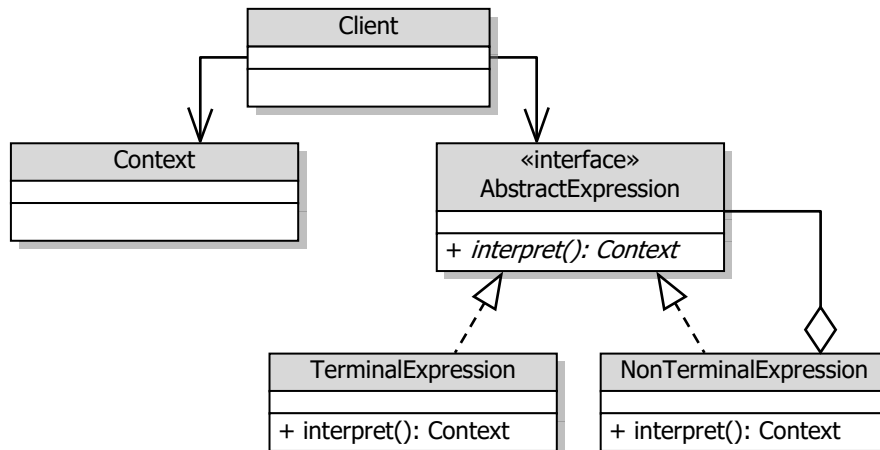 Client
Context
«interface»
AbstractExpression
+ interpret(): Context
TerminalExpression
+ interpret(): Context
NonTerminalExpression
+ interpret(): Context